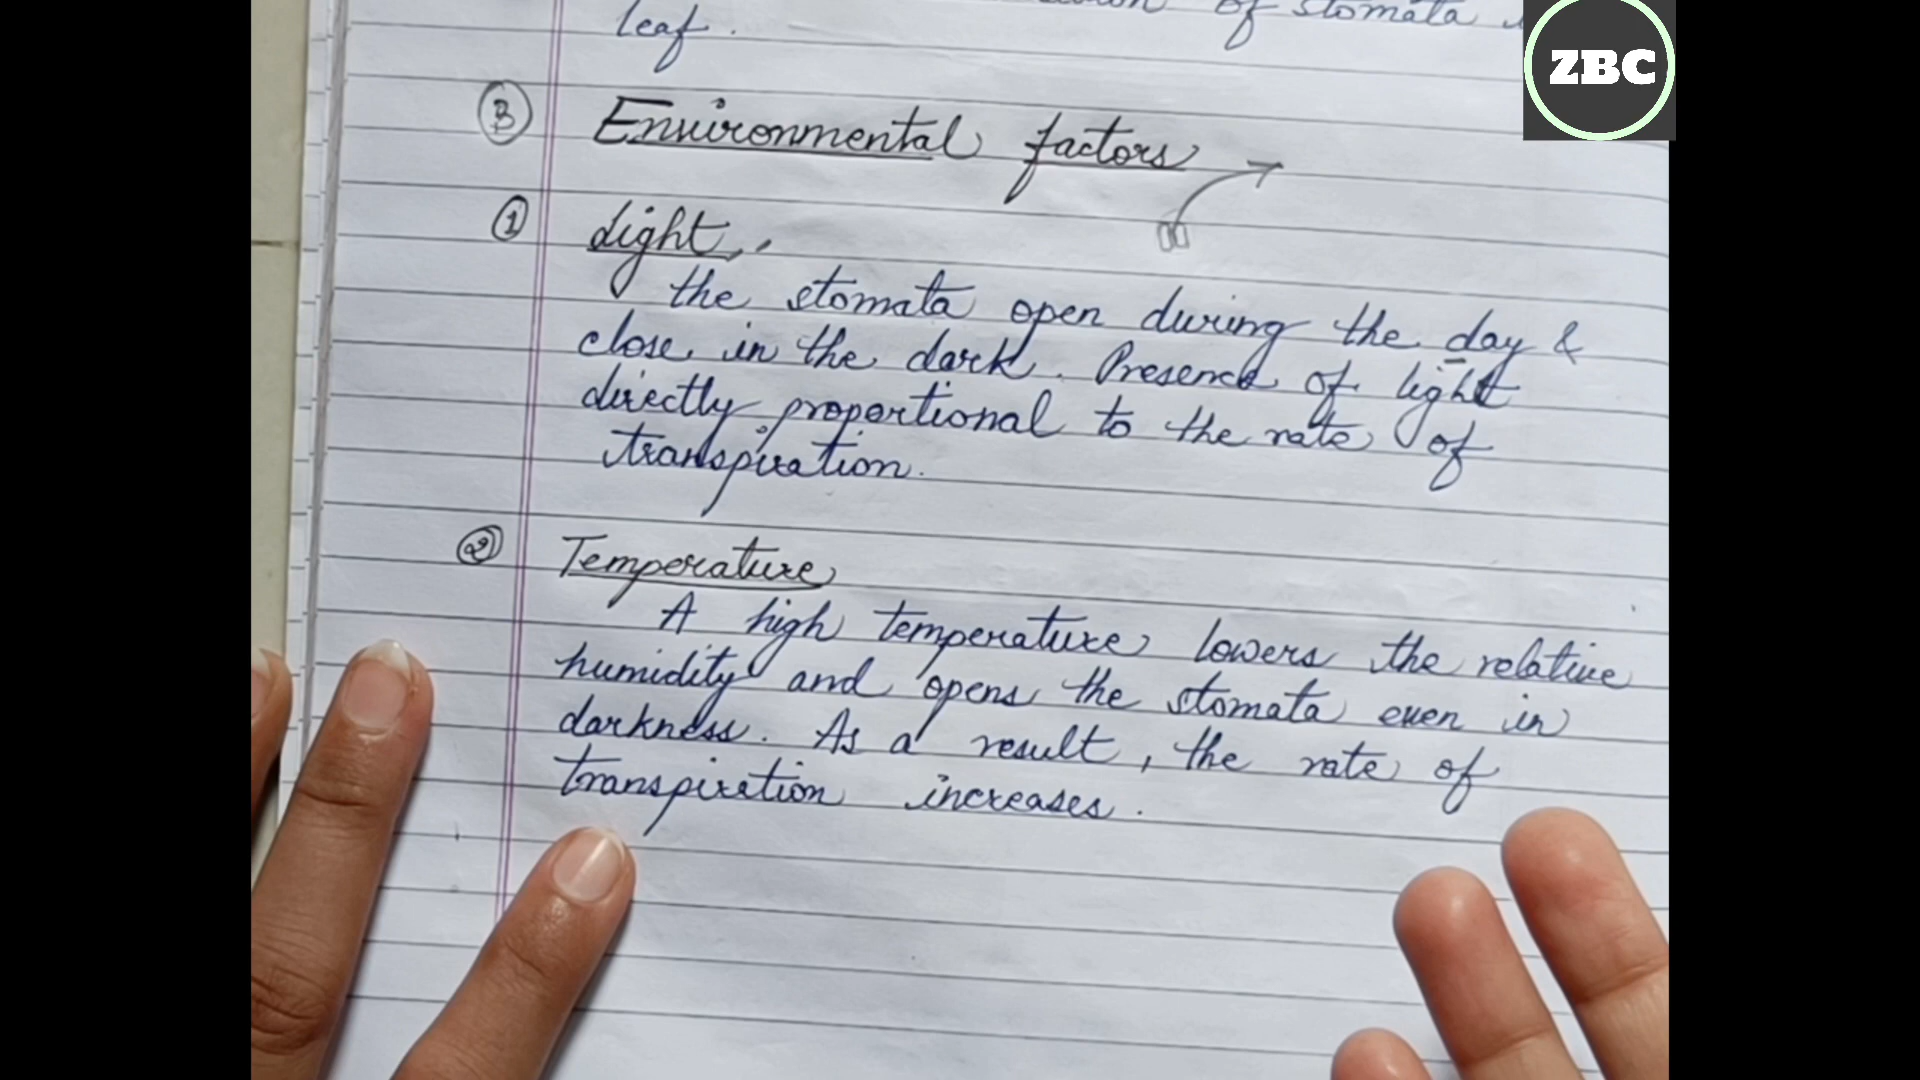 of stomata
leaf.
ZBC
B Environmental factors
1 Light,
the stomata open during the day &
close in the dark. Presence of light
directly proportional to the rate of
transpiration.
2 Temperature
A high temperature lowers the relative
humidity and opens the stomata even in
darkness. As a result, the rate of
transpiration increases.